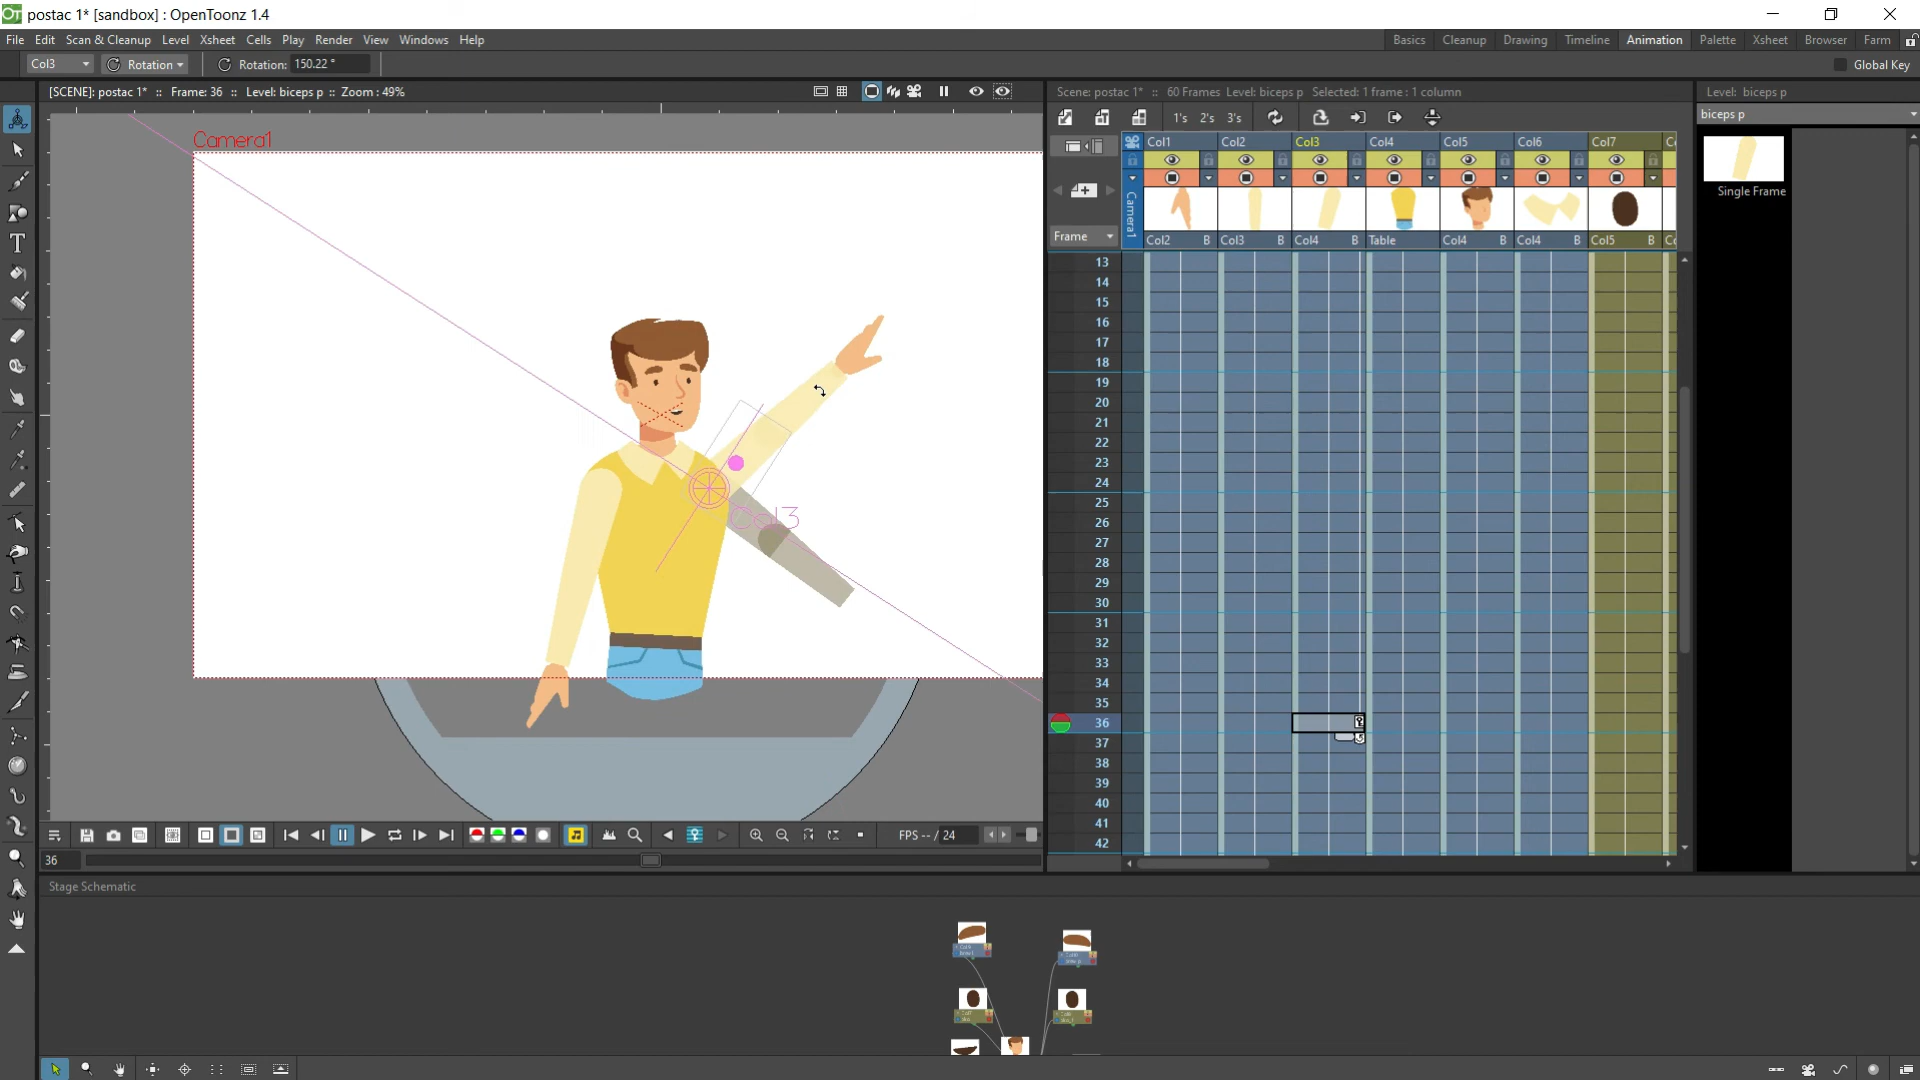 postac 1* [sandbox] : OpenToonz 1.4
File Edit Scan & Cleanup Level Xsheet Cells Play Render View Windows Help
Basics Cleanup Drawing Timeline Animation Palette Xsheet Browser Farm
Col3 Rotation Rotation: 150.22 ° Global Key
[SCENE]: postac 1* :: Frame: 36 :: Level: biceps p :: Zoom : 49%
Scene: postac 1* :: 60 Frames Level: biceps p Selected: 1 frame : 1 column
Level: biceps p
biceps p
1's 2's 3's
Camera1
Col1 Col2 Col3 Col4 Col5 Col6 Col7
Camera1
Single Frame
Frame
Col2 B Col3 B Col4 B Table Col4 B Col4 B Col5 B
13
14
15
16
17
18
19
20
21
22
23
24
25
26
27
28
29
30
31
32
33
34
35
36
37
38
39
40
41
42
Col3
FPS -- / 24
36
Stage Schematic